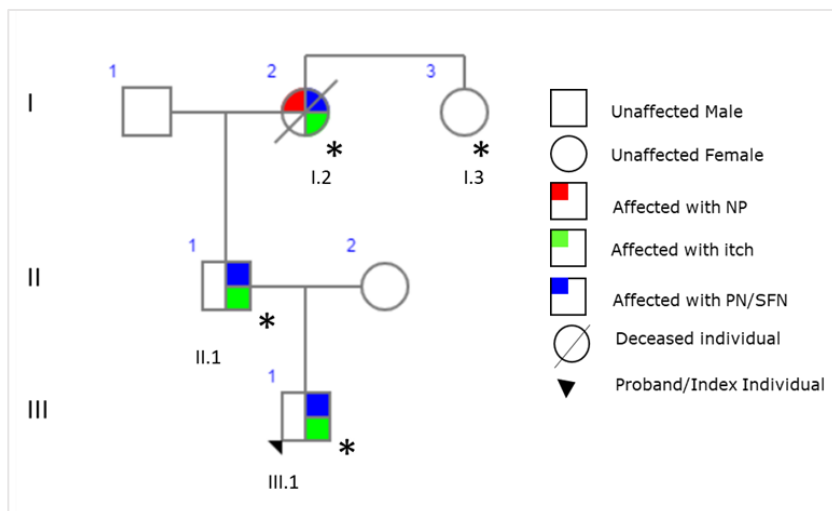 1
2
3
I
*
*
I.2
I.3
1
2
II
*
II.1
1
III
*
III.1
Unaffected Male
Unaffected Female
Affected with NP
Affected with itch
Affected with PN/SFN
Deceased individual
Proband/Index Individual